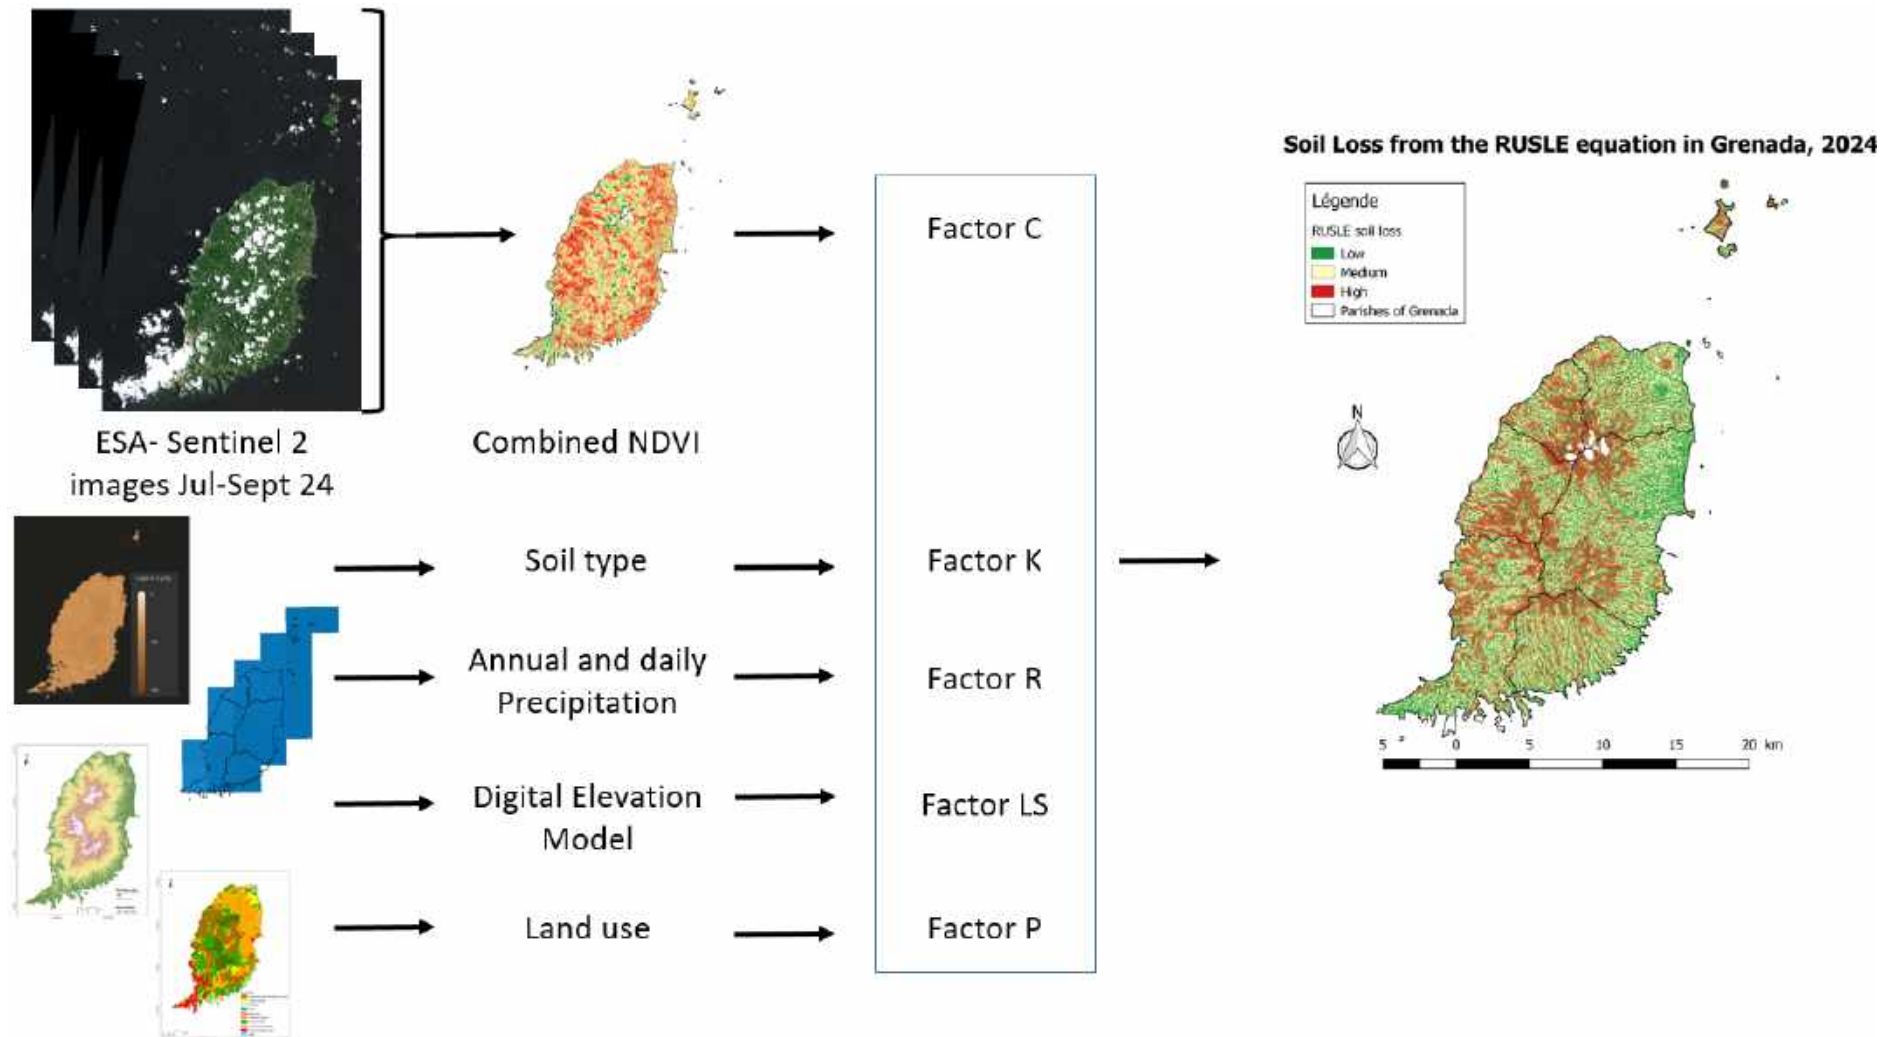 Soil Loss from the RUSLE equation in Grenada, 2024
Légende
RUSLE soil loss
Low
Medium
High
Parishes of Grenada
N
5 0 5 10 15 20 km
ESA- Sentinel 2
images Jul-Sept 24
Combined NDVI
Factor C
Soil type
Factor K
Annual and daily
Precipitation
Factor R
Digital Elevation
Model
Factor LS
Land use
Factor P